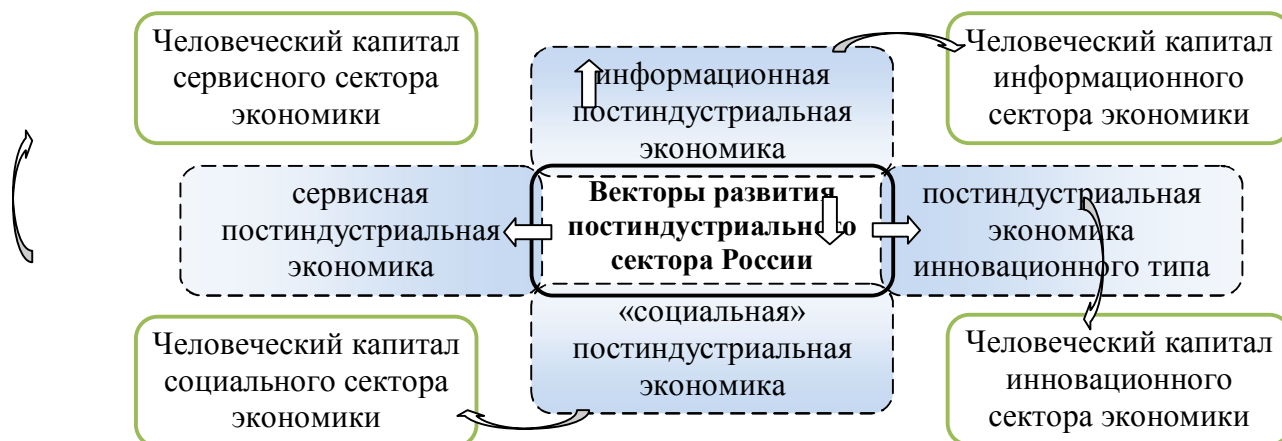 Человеческий капитал
сервисного сектора
экономики
информационная
постиндустриальная
экономика
Человеческий капитал
информационного
сектора экономики
сервисная
постиндустриальная
экономика
Векторы развития
постиндустриального
сектора России
постиндустриальная
экономика
инновационного типа
Человеческий капитал
социального сектора
экономики
«социальная»
постиндустриальная
экономика
Человеческий капитал
инновационного
сектора экономики